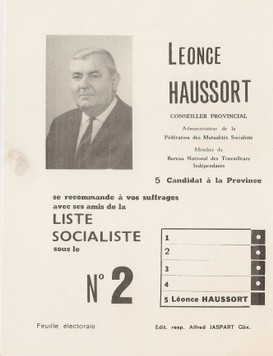 LEONCE
HAUSSORT
CONSEILLER PROVINCIAL
Administrateur de la
Fédération des Mutualités Socialiste
Membre du
Bureau National des Travailleurs
Indépendants
5 Candidat à la Province
se recommande à vos suffrages
avec ses amis de la
LISTE
SOCIALISTE
sous le
N° 2
1
2
3
4
5 Léonce HAUSSORT
Feuille électorale
Edit. resp. Alfred JASPART Gbx.